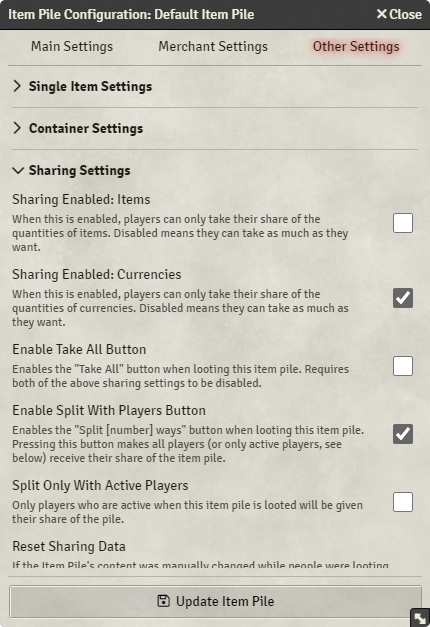 Item Pile Configuration: Default Item Pile
Close
Main Settings
Merchant Settings
Other Settings
Single Item Settings
Container Settings
Sharing Settings
Sharing Enabled: Items
When this is enabled, players can only take their share of the
quantities of items. Disabled means they can take as much as they
want.
Sharing Enabled: Currencies
When this is enabled, players can only take their share of the
quantities of currencies. Disabled means they can take as much as
they want.
Enable Take All Button
Enables the "Take All" button when looting this item pile. Requires
both of the above sharing settings to be disabled.
Enable Split With Players Button
Enables the "Split [number] ways" button when looting this item pile.
Pressing this button makes all players (or only active players, see
below) receive their share of the item pile.
Split Only With Active Players
Only players who are active when this item pile is looted will be given
their share of the pile.
Reset Sharing Data
If the Item Pile's content was manually changed while people were looting
Update Item Pile